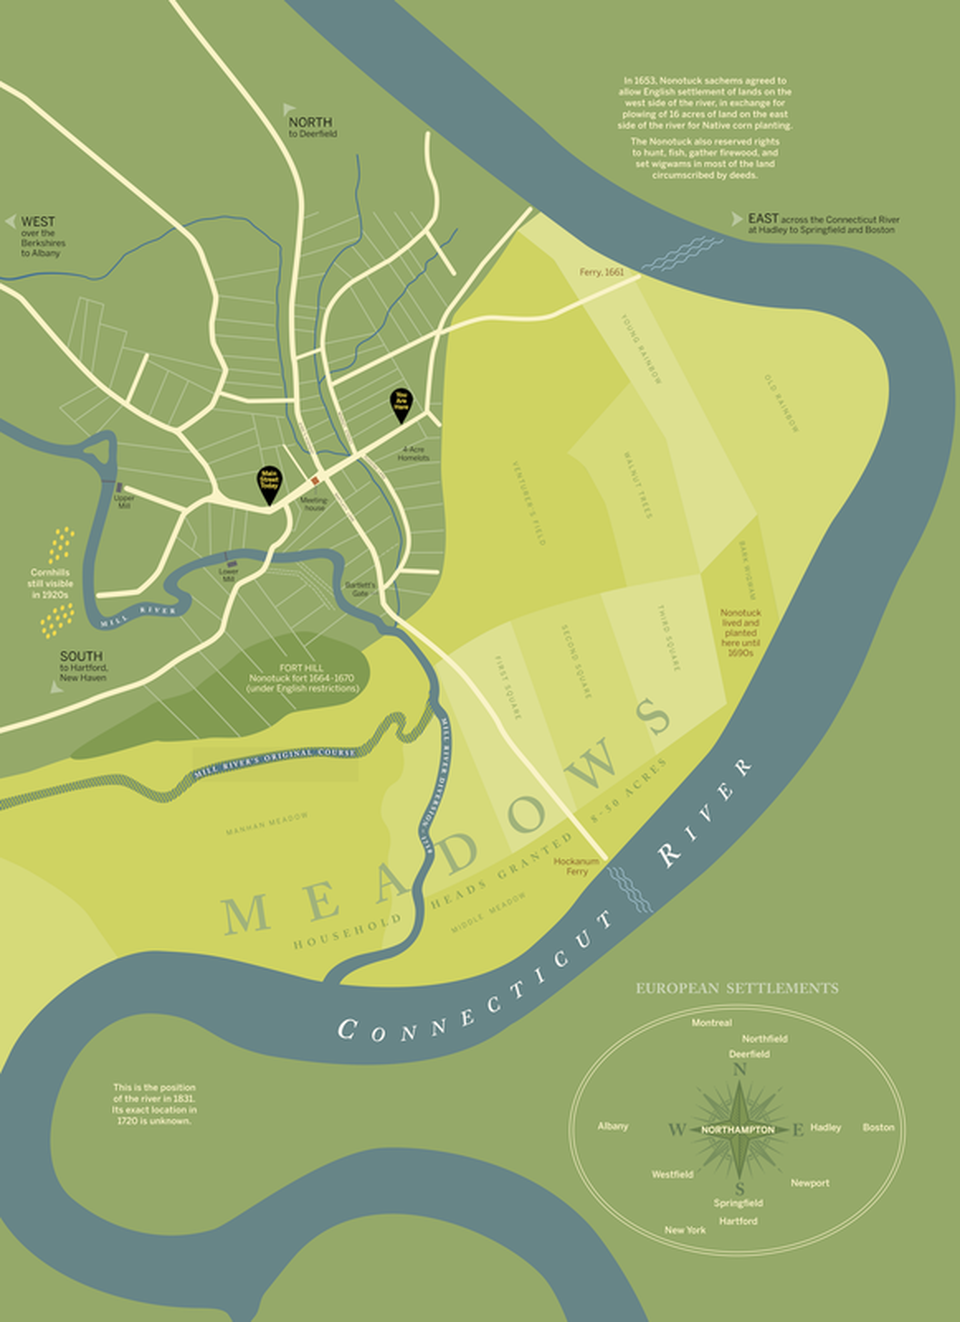 In 1653, Nonotuck sachems agreed to
allow English settlement of lands on the
west side of the river, in exchange for
plowing of 16 acres of land on the east
side of the river for Native corn planting.
The Nonotuck also reserved rights
to hunt, fish, gather firewood, and
set wigwams in most of the land
circumscribed by deeds.
NORTH
to Deerfield
WEST
over the
Berkshires
to Albany
EAST across the Connecticut River
at Hadley to Springfield and Boston
Ferry, 1661
YOUNG RAINBOW
OLD RAINBOW
You
Are
Here
4-Acre
Homelots
Main
Street
Today
Meeting-
house
Upper
Mill
VENTURER'S FIELD
WALNUT TREES
BARK WIGWAM
Cornhills
still visible
in 1920s
Lower
Mill
Bartlett's
Gate
MILL RIVER
Nonotuck
lived and
planted
here until
1690s
FIRST SQUARE
SECOND SQUARE
THIRD SQUARE
SOUTH
to Hartford,
New Haven
FORT HILL
Nonotuck fort 1664-1670
(under English restrictions)
MILL RIVER'S ORIGINAL COURSE
MILL RIVER DIVERSION
MANHAN MEADOW
MEADOWS
HOUSEHOLD HEADS GRANTED 8-50 ACRES
MIDDLE MEADOW
Hockanum
Ferry
CONNECTICUT RIVER
This is the position
of the river in 1831.
Its exact location in
1720 is unknown.
EUROPEAN SETTLEMENTS
Montreal
Northfield
Deerfield
N
Albany
W
NORTHAMPTON
E
Hadley
Boston
Westfield
S
Newport
Springfield
Hartford
New York